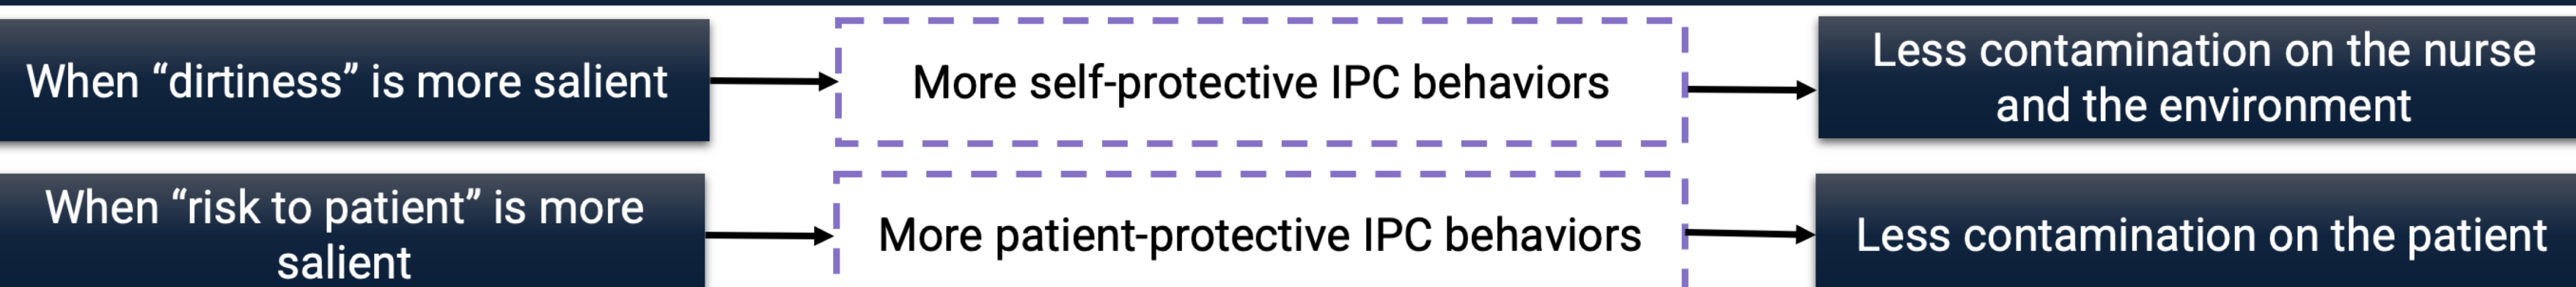 When “dirtiness” is more salient
More self-protective IPC behaviors
Less contamination on the nurse
and the environment
When “risk to patient” is more
salient
More patient-protective IPC behaviors
Less contamination on the patient